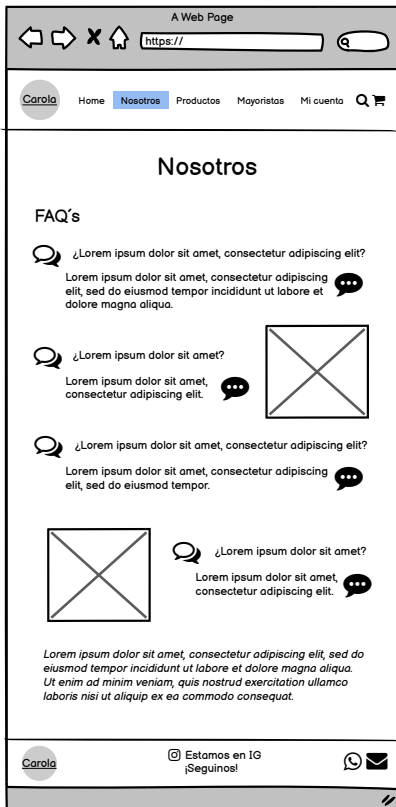 A Web Page
https://
Carola
Home Nosotros Productos Mayoristas Mi cuenta
Nosotros
FAQ´s
¿Lorem ipsum dolor sit amet, consectetur adipiscing elit?
Lorem ipsum dolor sit amet, consectetur adipiscing
elit, sed do eiusmod tempor incididunt ut labore et
dolore magna aliqua.
¿Lorem ipsum dolor sit amet?
Lorem ipsum dolor sit amet,
consectetur adipiscing elit.
¿Lorem ipsum dolor sit amet, consectetur adipiscing elit?
Lorem ipsum dolor sit amet, consectetur adipiscing
elit, sed do eiusmod tempor.
¿Lorem ipsum dolor sit amet?
Lorem ipsum dolor sit amet,
consectetur adipiscing elit.
Lorem ipsum dolor sit amet, consectetur adipiscing elit, sed do
eiusmod tempor incididunt ut labore et dolore magna aliqua.
Ut enim ad minim veniam, quis nostrud exercitation ullamco
laboris nisi ut aliquip ex ea commodo consequat.
Carola
Estamos en IG
¡Seguinos!